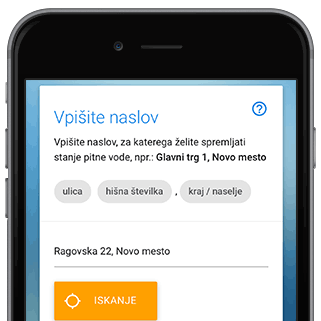 Vpišite naslov
Vpišite naslov, za katerega želite spremljati
stanje pitne vode, npr.: Glavni trg 1, Novo mesto
ulica hišna številka , kraj / naselje
Ragovska 22, Novo mesto
ISKANJE